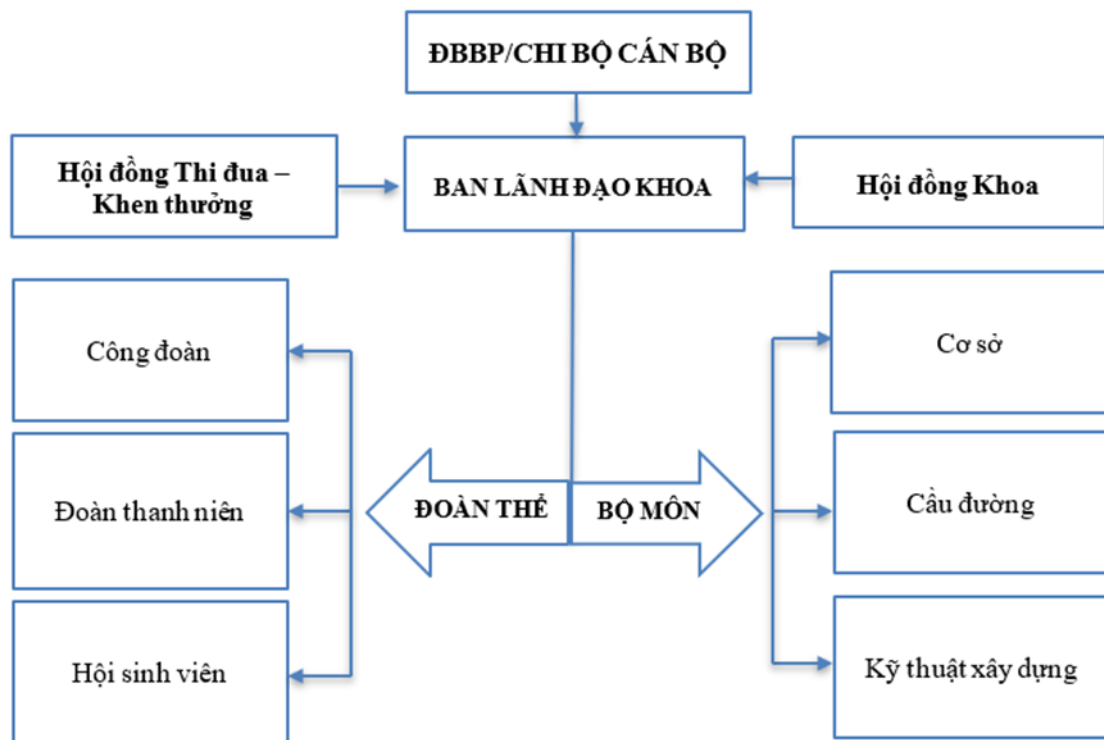 ĐBBP/CHI BỘ CÁN BỘ
Hội đồng Thi đua –
Khen thưởng
BAN LÃNH ĐẠO KHOA
Hội đồng Khoa
Công đoàn
Cơ sở
Đoàn thanh niên
ĐOÀN THỂ
BỘ MÔN
Cầu đường
Hội sinh viên
Kỹ thuật xây dựng